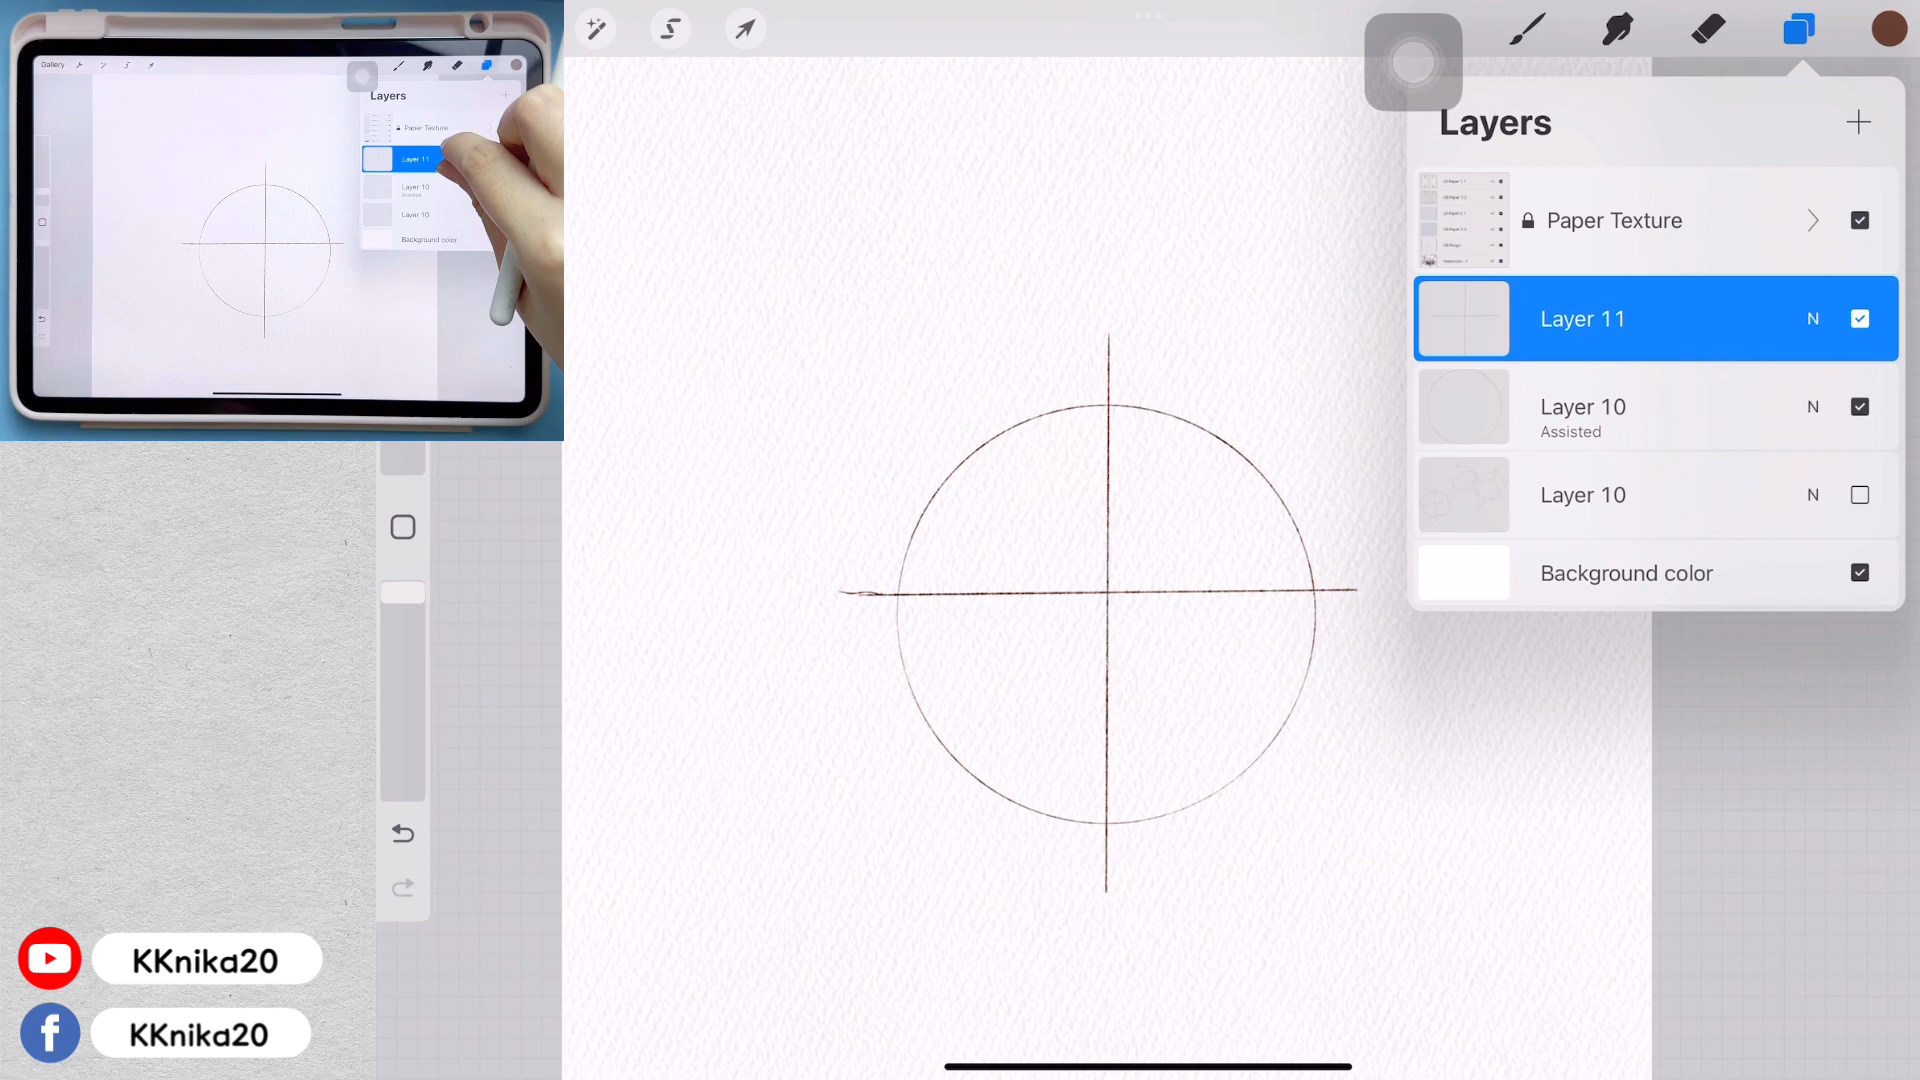 Gallery
Layers
Paper Texture
Layer 11
Layer 10
Assisted
Layer 10
Background color
Layers
Paper Texture
Layer 11 N
Layer 10 N
Assisted
Layer 10 N
Background color
KKnika20
KKnika20